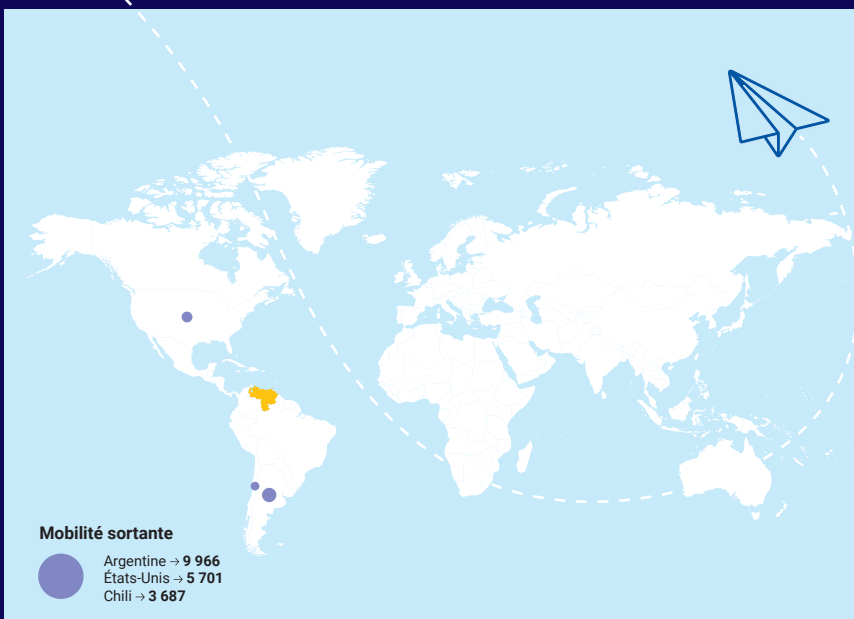 Mobilité sortante
Argentine → 9 966
États-Unis → 5 701
Chili → 3 687